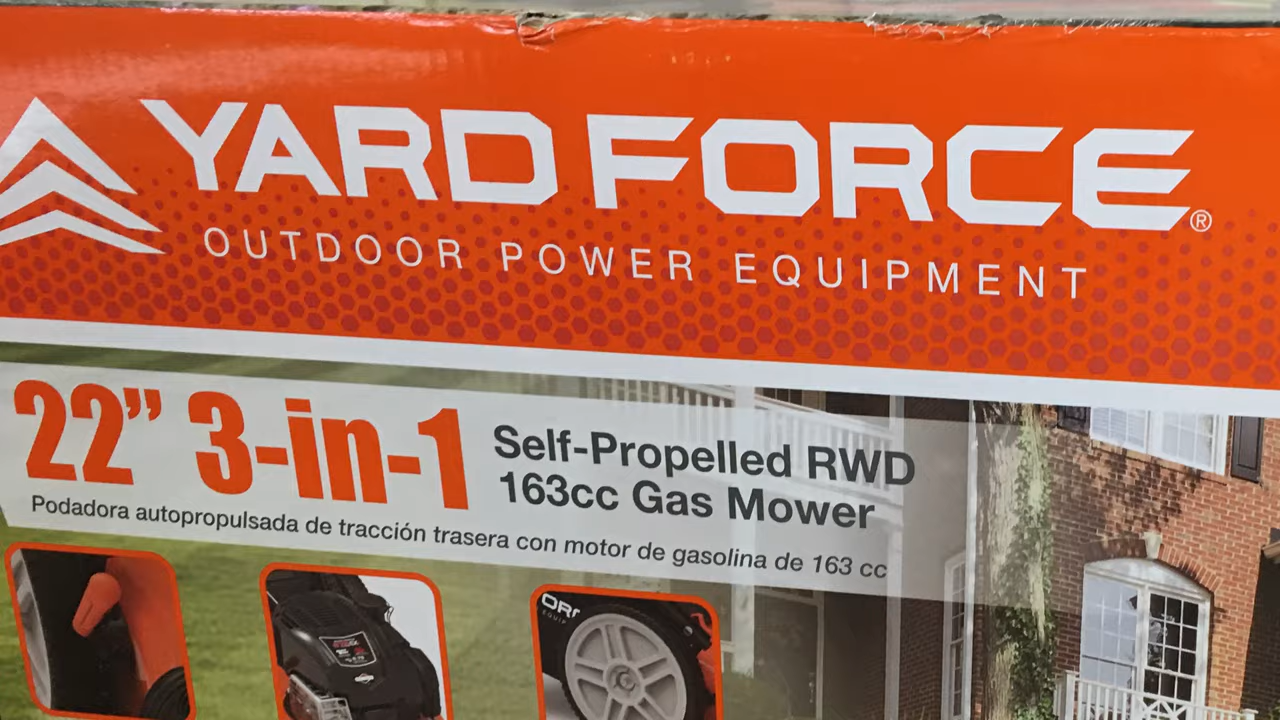 YARD FORCE®
OUTDOOR POWER EQUIPMENT
22” 3-in-1
Self-Propelled RWD
163cc Gas Mower
Podadora autopropulsada de tracción trasera con motor de gasolina de 163 cc